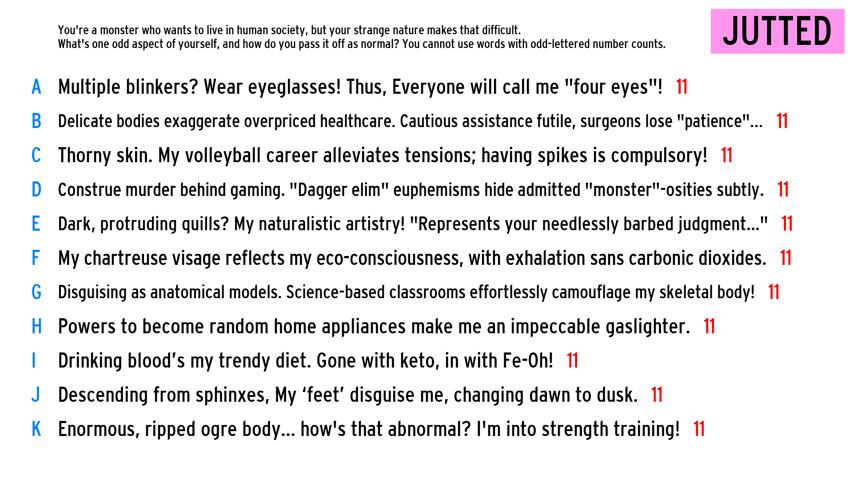 You're a monster who wants to live in human society, but your strange nature makes that difficult.
What's one odd aspect of yourself, and how do you pass it off as normal? You cannot use words with odd-lettered number counts.
JUTTED
A Multiple blinkers? Wear eyeglasses! Thus, Everyone will call me "four eyes"! 11
B Delicate bodies exaggerate overpriced healthcare. Cautious assistance futile, surgeons lose "patience"... 11
C Thorny skin. My volleyball career alleviates tensions; having spikes is compulsory! 11
D Construe murder behind gaming. "Dagger elim" euphemisms hide admitted "monster"-osities subtly. 11
E Dark, protruding quills? My naturalistic artistry! "Represents your needlessly barbed judgment..." 11
F My chartreuse visage reflects my eco-consciousness, with exhalation sans carbonic dioxides. 11
G Disguising as anatomical models. Science-based classrooms effortlessly camouflage my skeletal body! 11
H Powers to become random home appliances make me an impeccable gaslighter. 11
I Drinking blood's my trendy diet. Gone with keto, in with Fe-Oh! 11
J Descending from sphinxes, My ‘feet’ disguise me, changing dawn to dusk. 11
K Enormous, ripped ogre body... how's that abnormal? I'm into strength training! 11